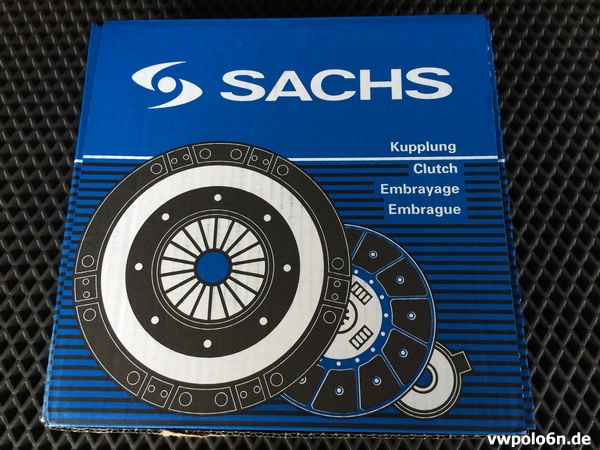 SACHS
Kupplung
Clutch
Embrayage
Embrague
vwpolo6n.de